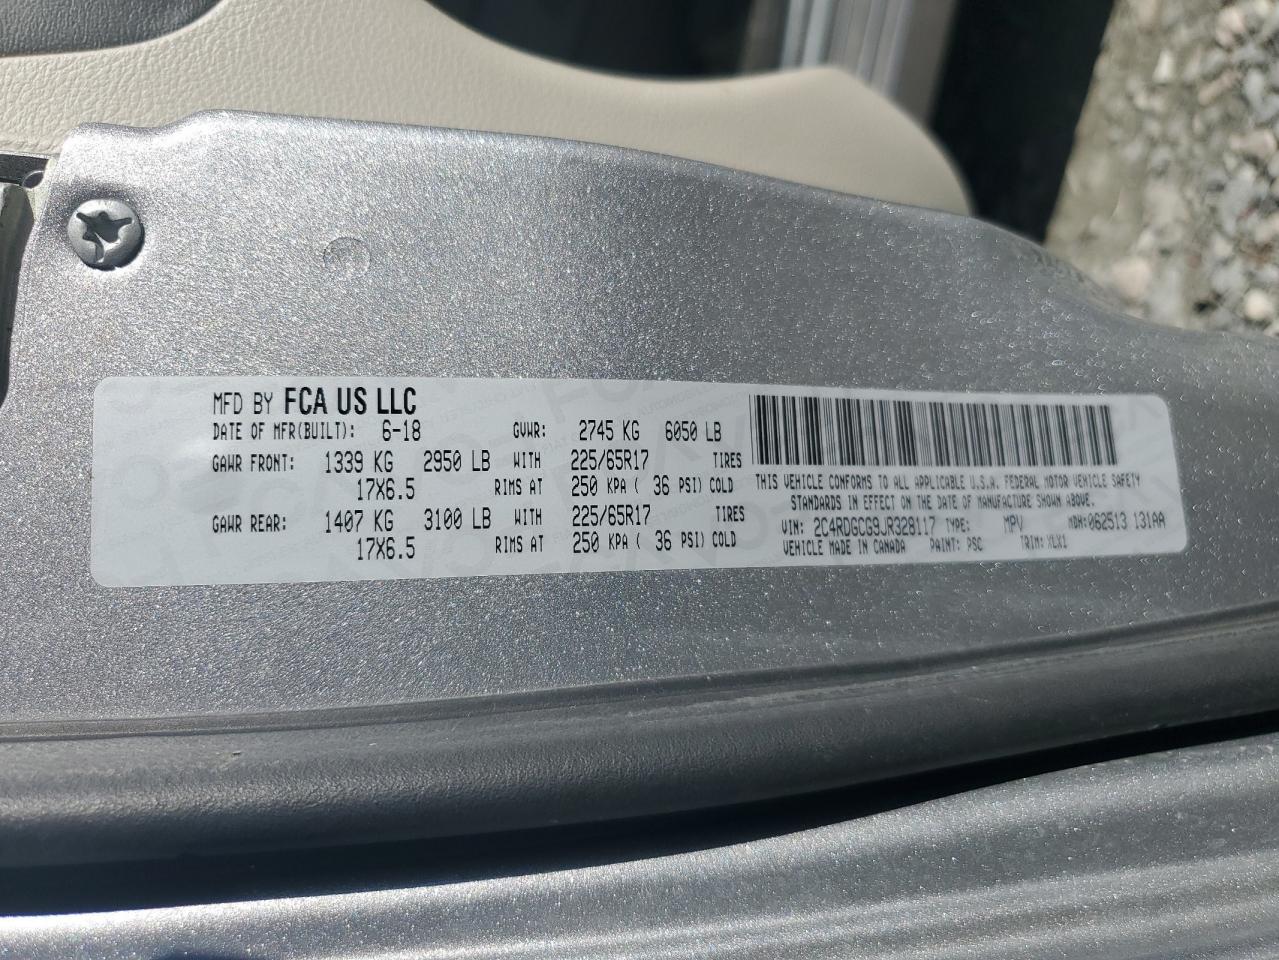 MFD BY FCA US LLC
DATE OF MFR(BUILT): 6-18 GVWR: 2745 KG 6050 LB
GAWR FRONT: 1339 KG 2950 LB WITH 225/65R17 TIRES
17X6.5 RIMS AT 250 KPA ( 36 PSI) COLD
GAWR REAR: 1407 KG 3100 LB WITH 225/65R17 TIRES
17X6.5 RIMS AT 250 KPA ( 36 PSI) COLD
THIS VEHICLE CONFORMS TO ALL APPLICABLE U.S.A. FEDERAL MOTOR VEHICLE SAFETY
STANDARDS IN EFFECT ON THE DATE OF MANUFACTURE SHOWN ABOVE.
VIN: 2C4RDGCG9JR328117 TYPE: MPV MDH: 062513 131AA
VEHICLE MADE IN CANADA PAINT: PSC TRIM: XLX1